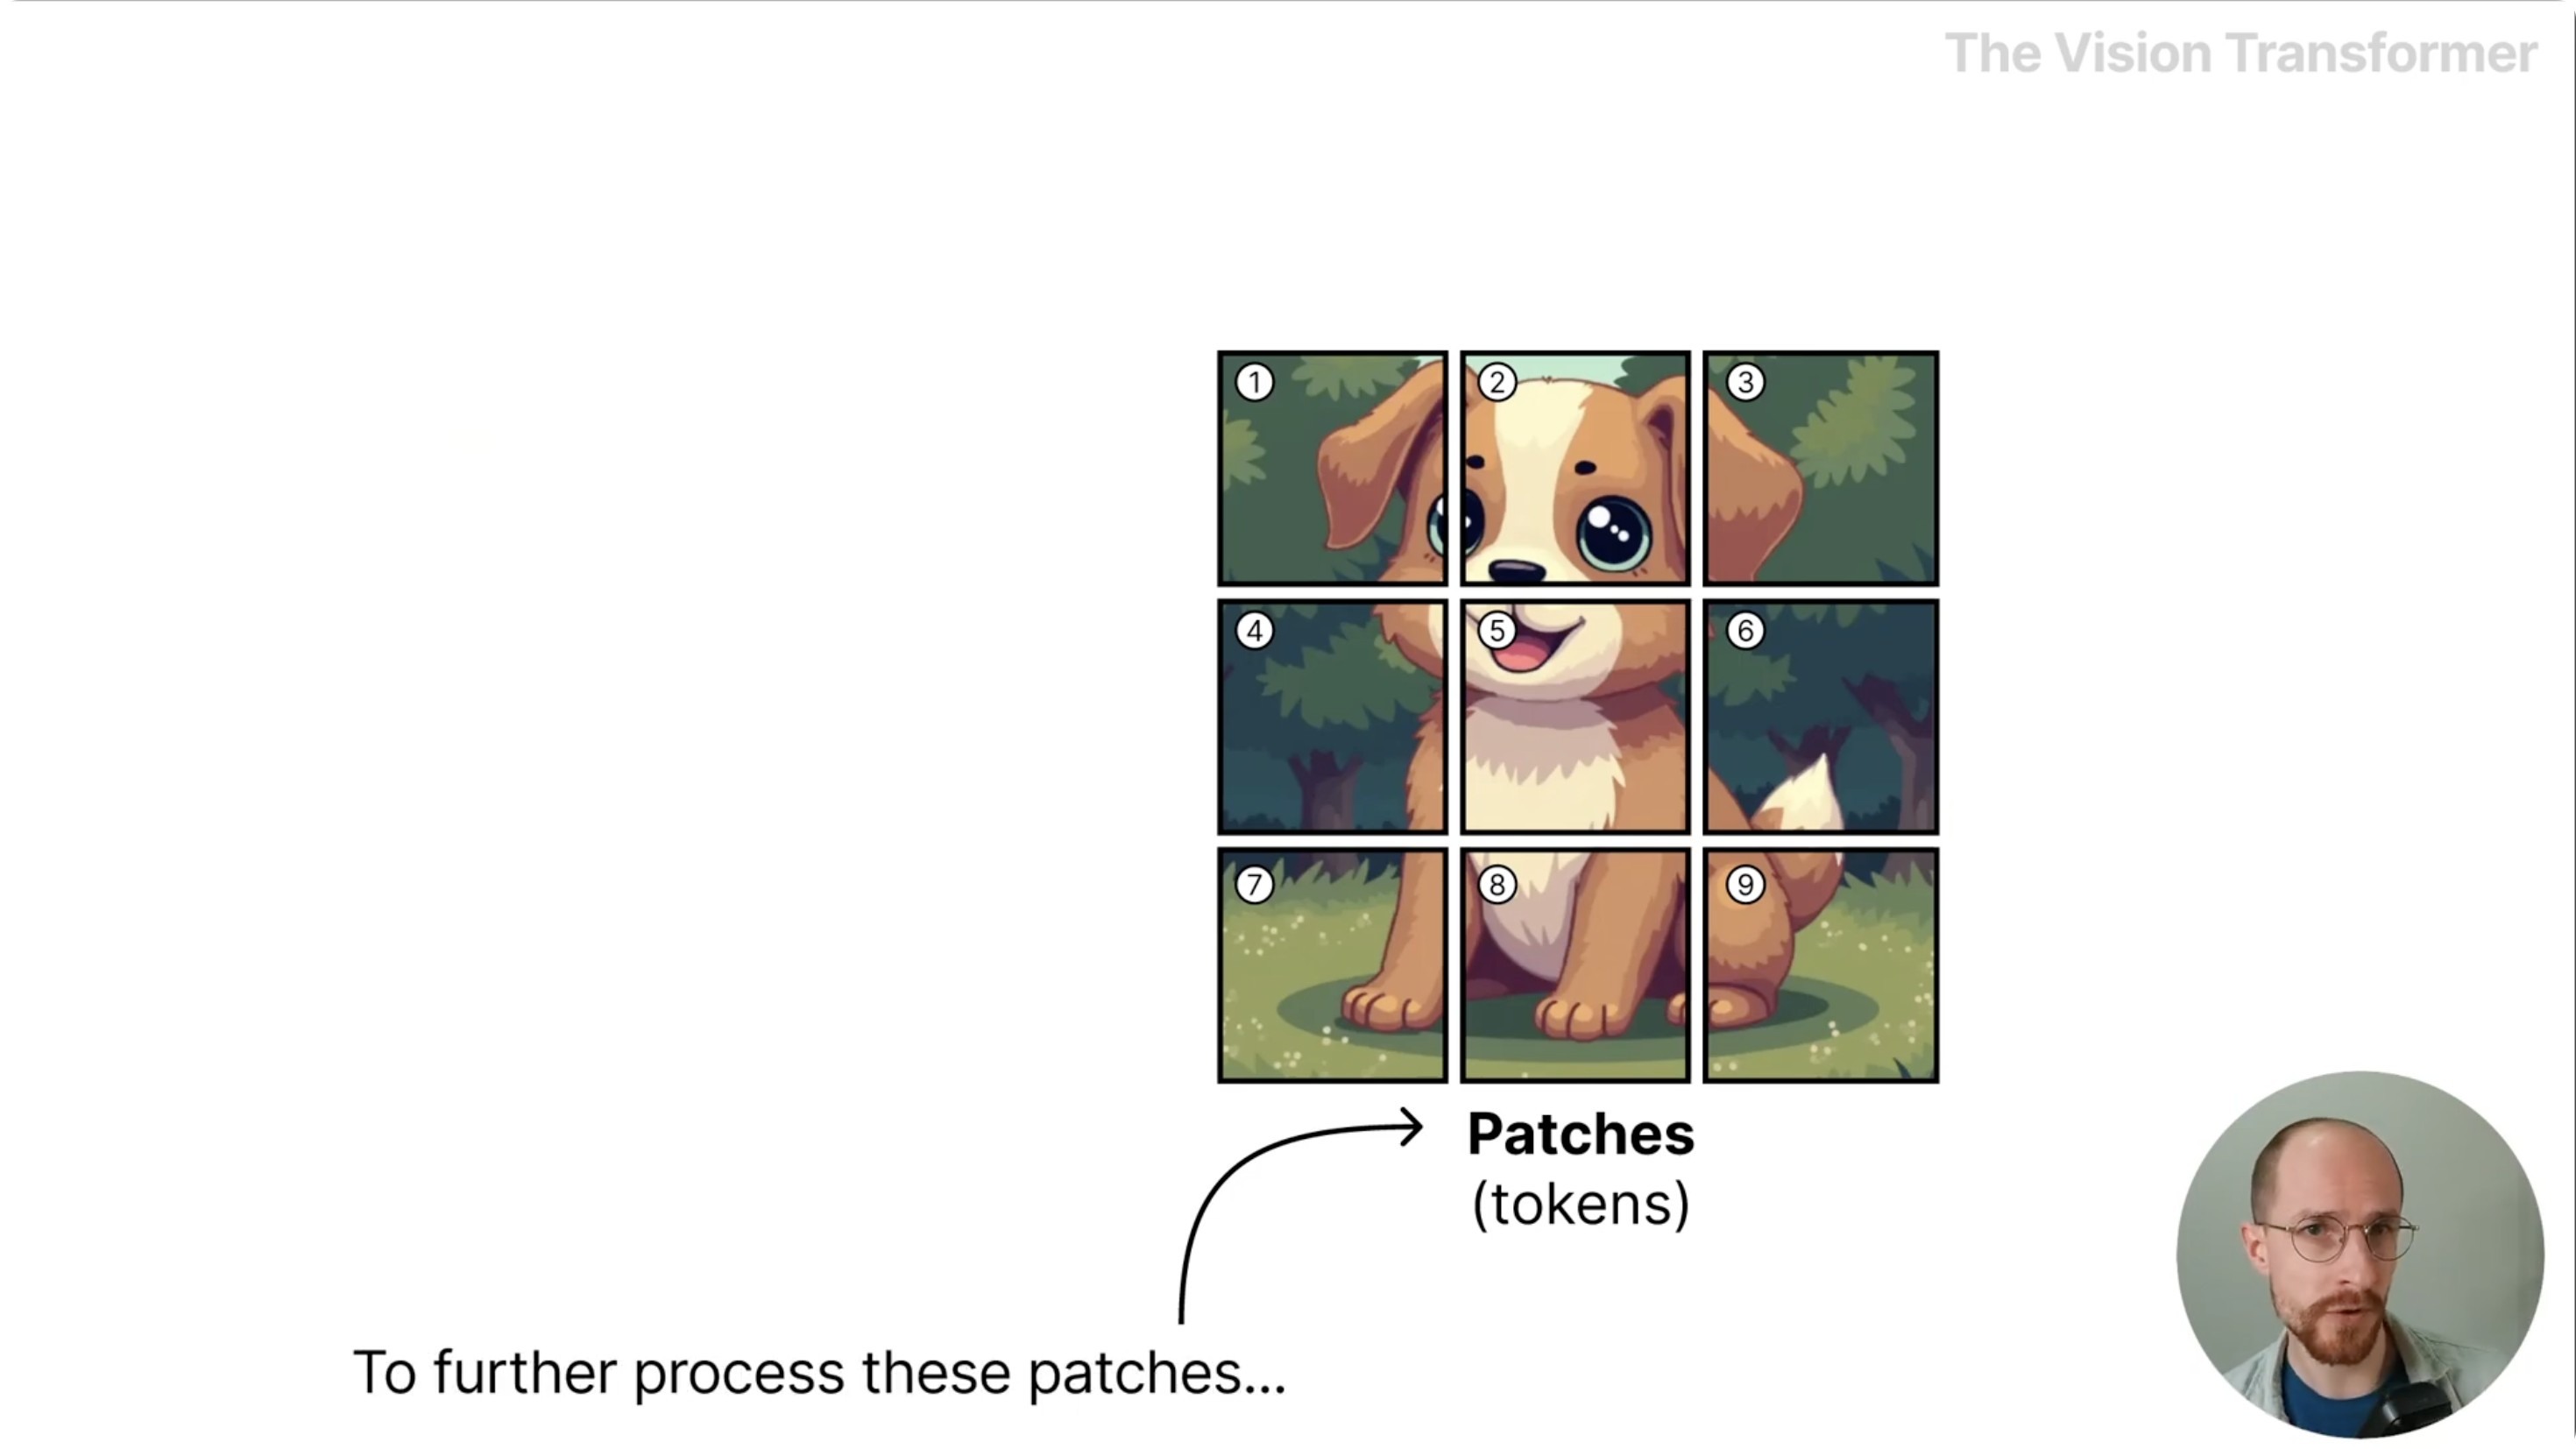 The Vision Transformer
1
2
3
4
5
6
7
8
9
Patches
(tokens)
To further process these patches...